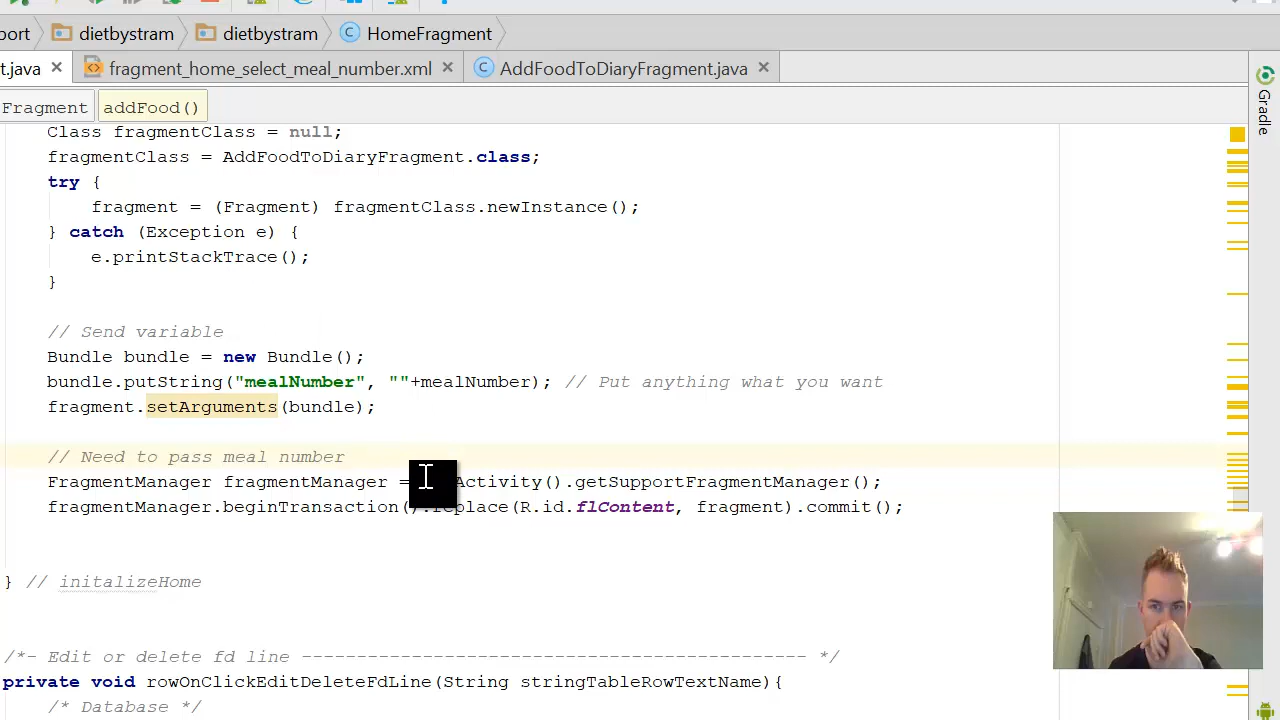 port dietbystram dietbystram HomeFragment
t.java fragment_home_select_meal_number.xml AddFoodToDiaryFragment.java
Fragment addFood()
Gradle
Class fragmentClass = null;
fragmentClass = AddFoodToDiaryFragment.class;
try {
fragment = (Fragment) fragmentClass.newInstance();
} catch (Exception e) {
e.printStackTrace();
}
// Send variable
Bundle bundle = new Bundle();
bundle.putString("mealNumber", ""+mealNumber); // Put anything what you want
fragment.setArguments(bundle);
// Need to pass meal number
FragmentManager fragmentManager = Activity().getSupportFragmentManager();
fragmentManager.beginTransaction().replace(R.id.flContent, fragment).commit();
} // initalizeHome
/*- Edit or delete fd line ---------------------------------------------- */
private void rowOnClickEditDeleteFdLine(String stringTableRowTextName){
/* Database */